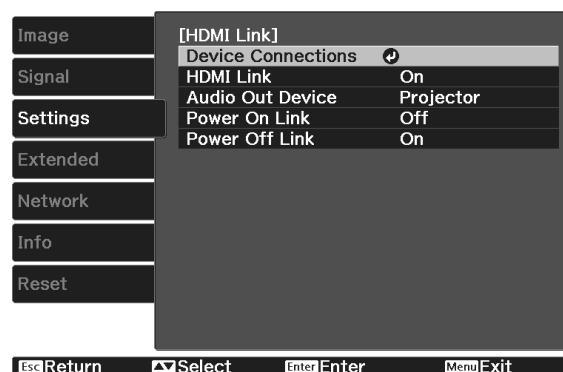 Image
Signal
Settings
Extended
Network
Info
Reset
[HDMI Link]
Device Connections
HDMI Link On
Audio Out Device Projector
Power On Link Off
Power Off Link On
Esc Return Select Enter Enter Menu Exit